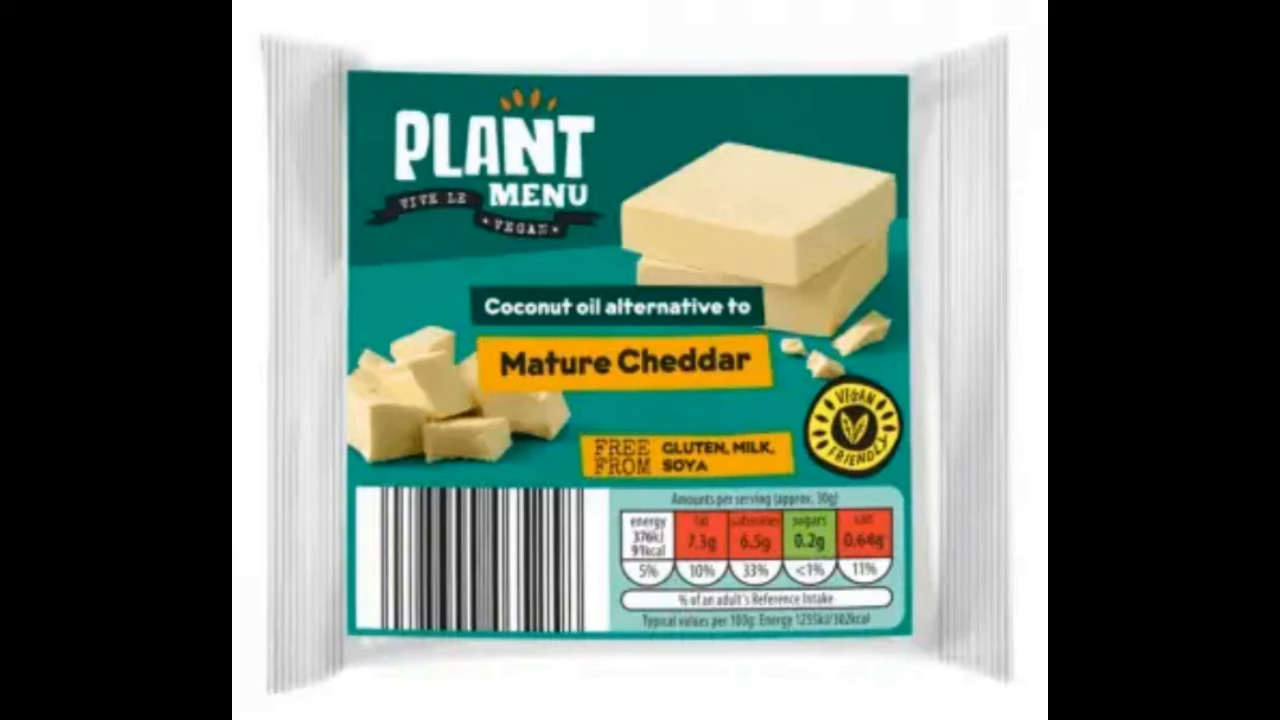 PLANT
MENU
VIVE LE
VEGAN
Coconut oil alternative to
Mature Cheddar
FREE FROM GLUTEN, MILK, SOYA
VEGAN FRIENDLY
Amounts per serving (approx. 30g)
energy fat saturates sugars salt
376kJ 91kcal 7.3g 6.5g 0.2g 0.64g
5% 10% 33% <1% 11%
% of an adult's Reference Intake
Typical values per 100g: Energy 1255kJ/302kcal